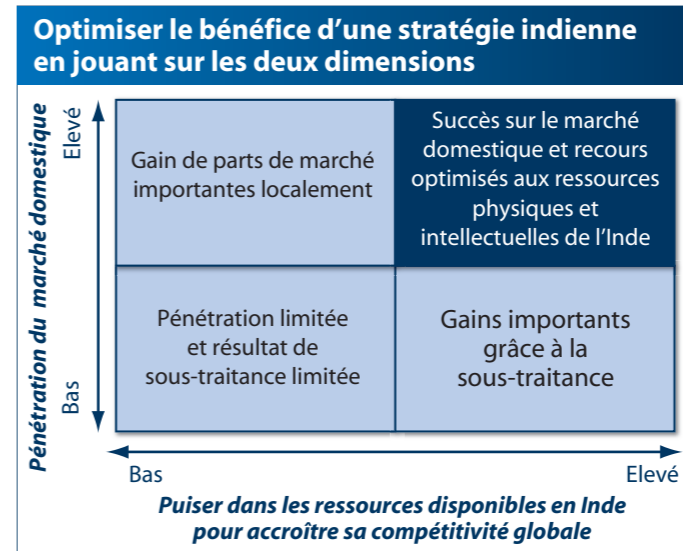 Optimiser le bénéfice d’une stratégie indienne
en jouant sur les deux dimensions
Pénétration du marché domestique
Elevé
Bas
Gain de parts de marché
importantes localement
Succès sur le marché
domestique et recours
optimisés aux ressources
physiques et
intellectuelles de l’Inde
Pénétration limitée
et résultat de
sous-traitance limitée
Gains importants
grâce à la
sous-traitance
Bas
Elevé
Puiser dans les ressources disponibles en Inde
pour accroître sa compétitivité globale